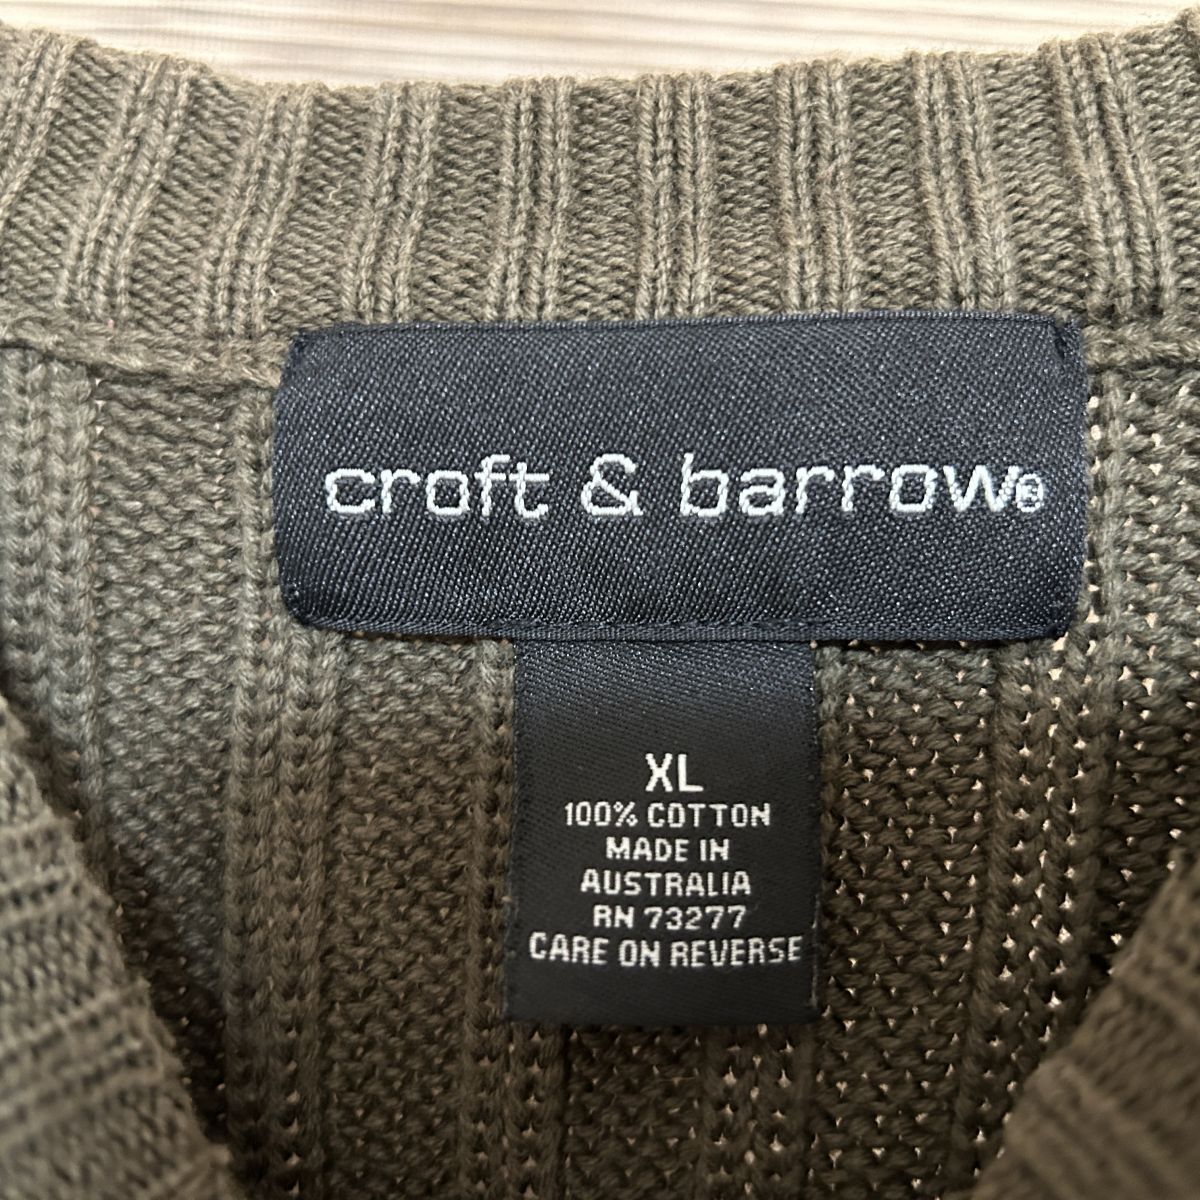 croft & barrow®
XL
100% COTTON
MADE IN
AUSTRALIA
RN 73277
CARE ON REVERSE